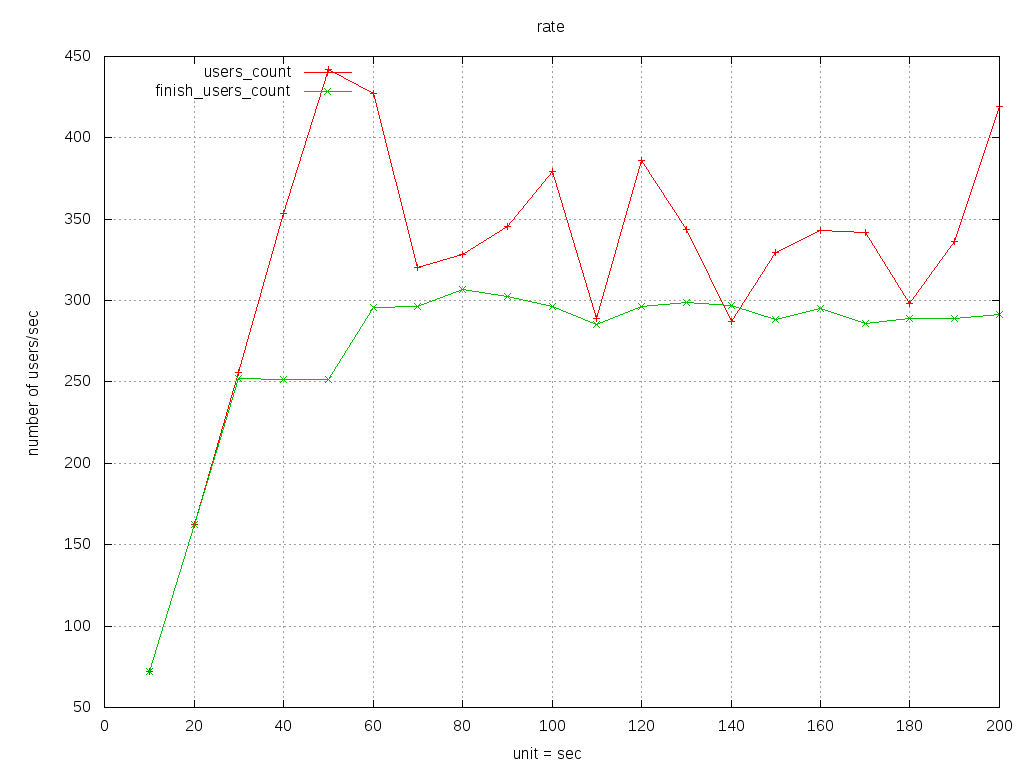 rate
450
400
350
300
250
200
150
100
50
users_count
finish_users_count
number of users/sec
0 20 40 60 80 100 120 140 160 180 200
unit = sec